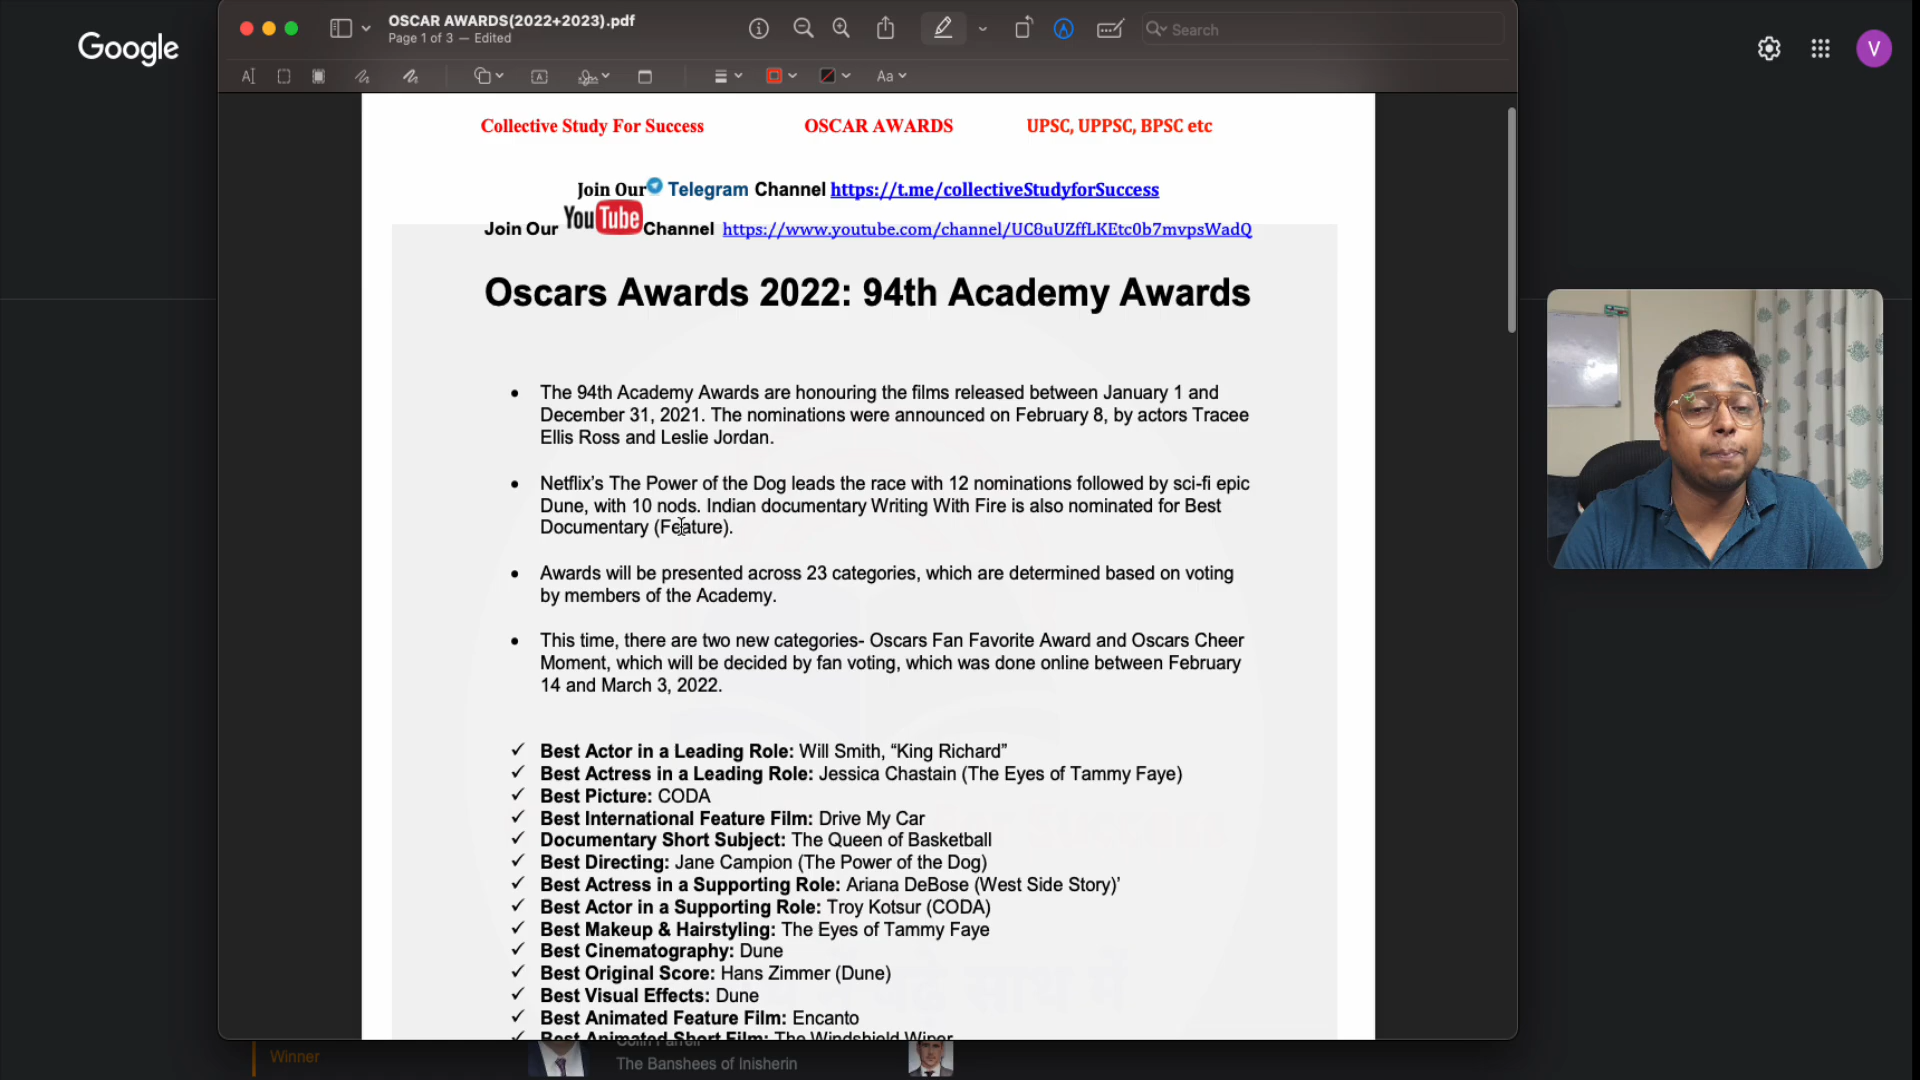 Google
OSCAR AWARDS(2022+2023).pdf
Page 1 of 3 — Edited
Search
V
Aa
Collective Study For Success OSCAR AWARDS UPSC, UPPSC, BPSC etc
Join Our Telegram Channel https://t.me/collectiveStudyforSuccess
Join Our YouTube Channel https://www.youtube.com/channel/UC8uUZffLKEtc0b7mvpsWadQ
Oscars Awards 2022: 94th Academy Awards
• The 94th Academy Awards are honouring the films released between January 1 and
December 31, 2021. The nominations were announced on February 8, by actors Tracee
Ellis Ross and Leslie Jordan.
• Netflix’s The Power of the Dog leads the race with 12 nominations followed by sci-fi epic
Dune, with 10 nods. Indian documentary Writing With Fire is also nominated for Best
Documentary (Feature).
• Awards will be presented across 23 categories, which are determined based on voting
by members of the Academy.
• This time, there are two new categories- Oscars Fan Favorite Award and Oscars Cheer
Moment, which will be decided by fan voting, which was done online between February
14 and March 3, 2022.
✓ Best Actor in a Leading Role: Will Smith, “King Richard”
✓ Best Actress in a Leading Role: Jessica Chastain (The Eyes of Tammy Faye)
✓ Best Picture: CODA
✓ Best International Feature Film: Drive My Car
✓ Documentary Short Subject: The Queen of Basketball
✓ Best Directing: Jane Campion (The Power of the Dog)
✓ Best Actress in a Supporting Role: Ariana DeBose (West Side Story)’
✓ Best Actor in a Supporting Role: Troy Kotsur (CODA)
✓ Best Makeup & Hairstyling: The Eyes of Tammy Faye
✓ Best Cinematography: Dune
✓ Best Original Score: Hans Zimmer (Dune)
✓ Best Visual Effects: Dune
✓ Best Animated Feature Film: Encanto
✓ Best Animated Short Film: The Windshield Wiper
Winner
Colin Farrell
The Banshees of Inisherin